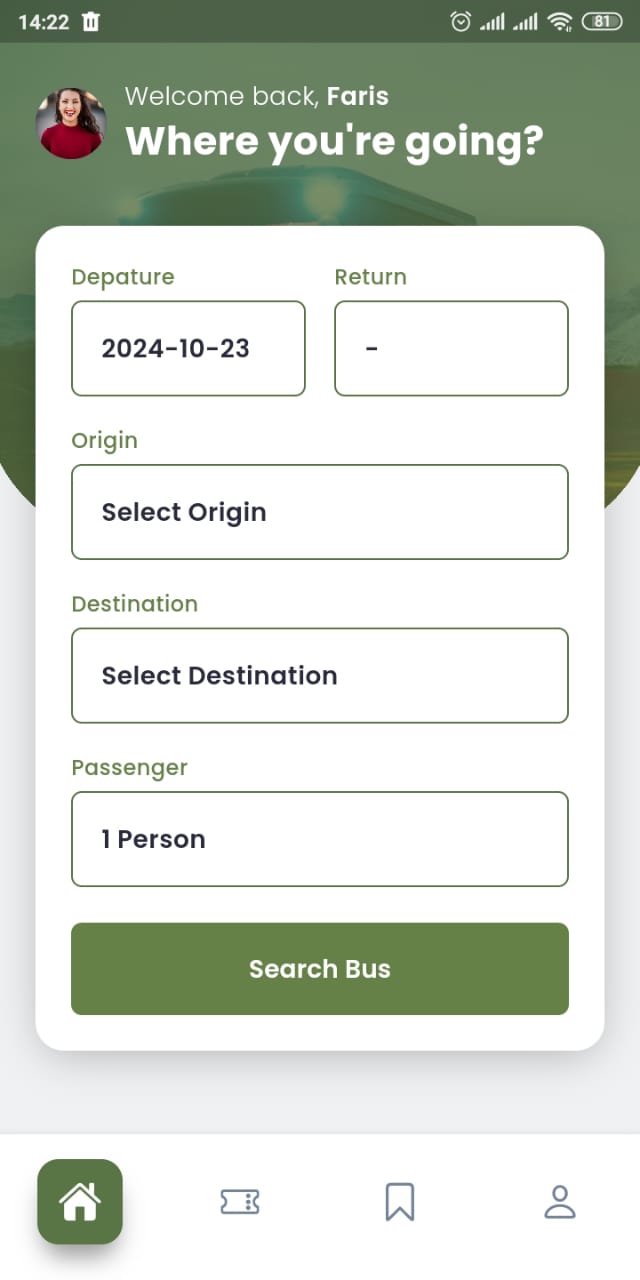 14:22
81
Welcome back, Faris
Where you're going?
Depature Return
2024-10-23 -
Origin
Select Origin
Destination
Select Destination
Passenger
1 Person
Search Bus